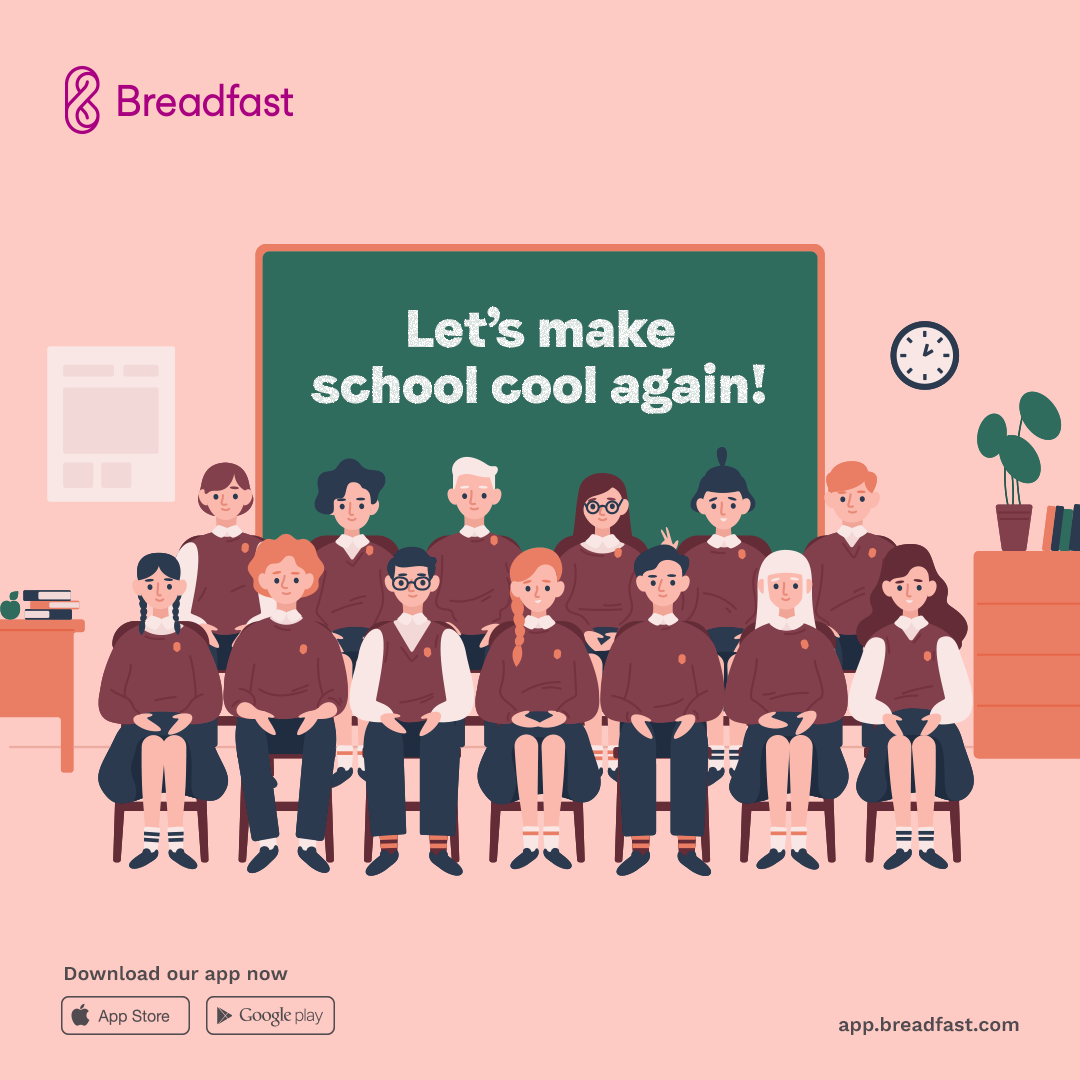 Breadfast
Let's make
school cool again!
Download our app now
App Store
Google play
app.breadfast.com